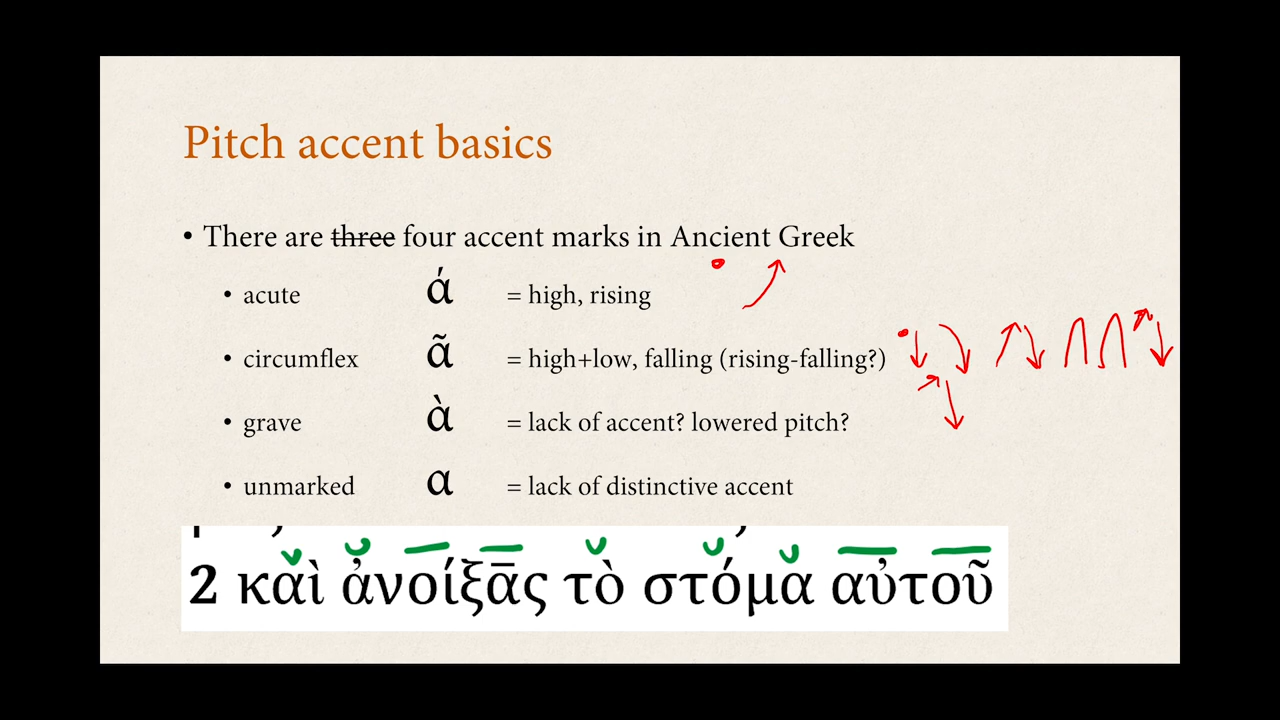 Pitch accent basics
• There are three four accent marks in Ancient Greek
• acute ά = high, rising
• circumflex ᾶ = high+low, falling (rising-falling?)
• grave ὰ = lack of accent? lowered pitch?
• unmarked α = lack of distinctive accent
2 καὶ ἀνοίξᾱς τὸ στόμα αὐτοῦ